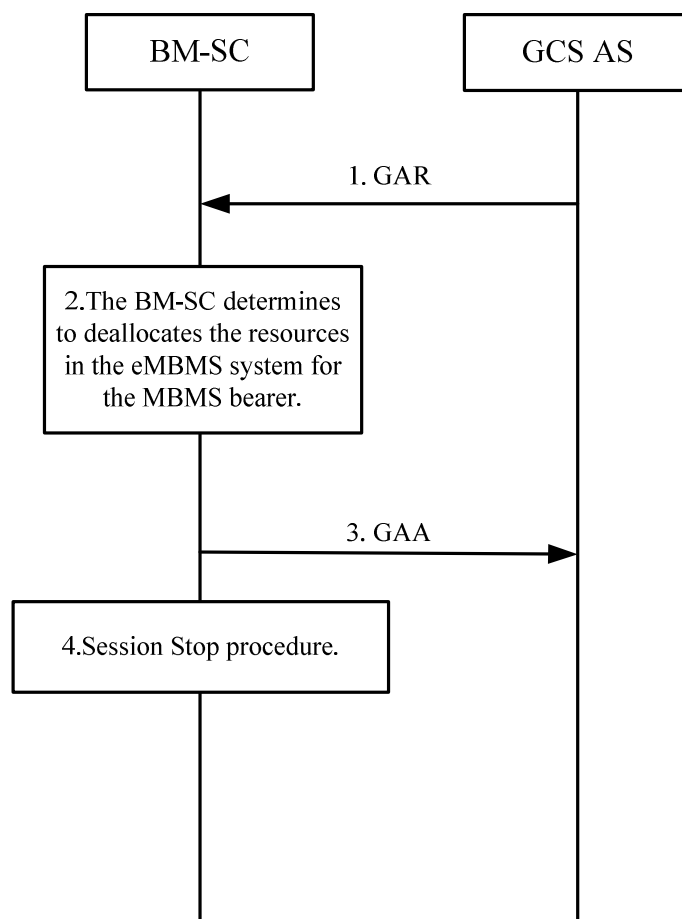 BM-SC
GCS AS
1. GAR
2.The BM-SC determines
to deallocates the resources
in the eMBMS system for
the MBMS bearer.
3. GAA
4.Session Stop procedure.